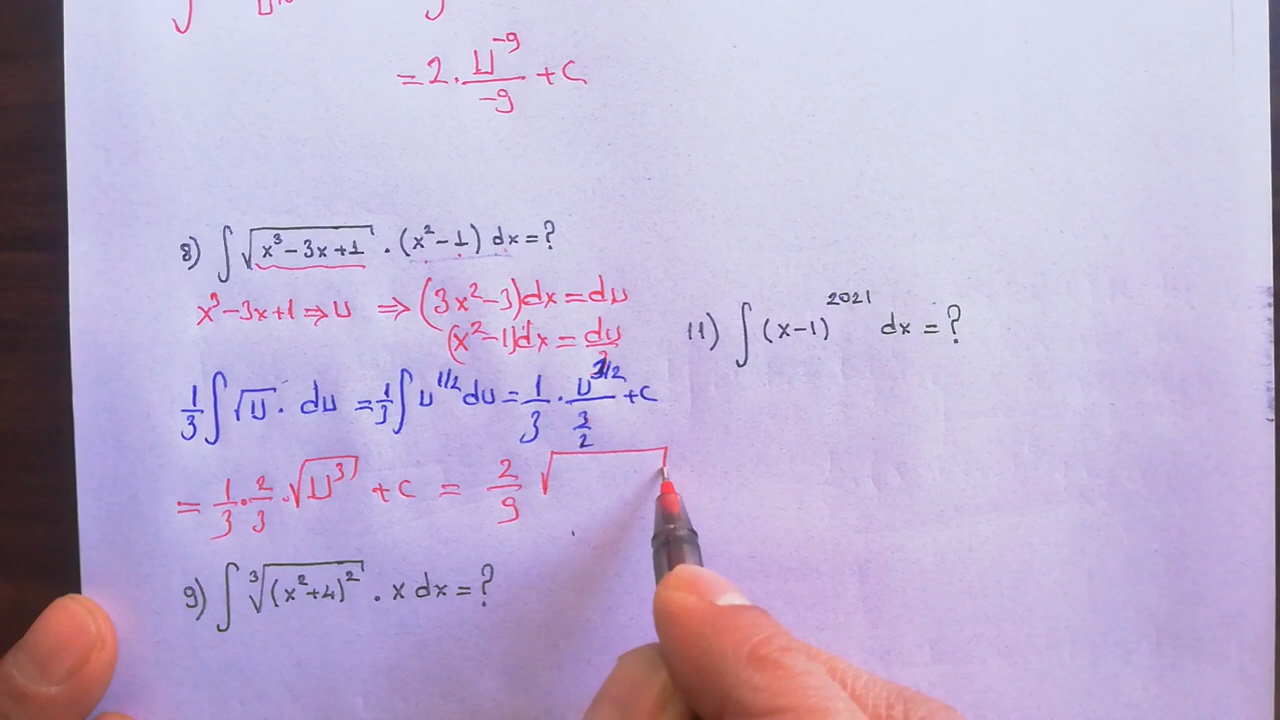 = 2 · u^-9 / -9 + c
8) ∫ √(x³-3x+1) · (x²-1) dx = ?
x³-3x+1 ⇒ u ⇒ (3x²-3)dx = du
(x²-1)dx = du/3
1/3 ∫ √u · du = 1/3 ∫ u^1/2 du = 1/3 · u^3/2 / 3/2 + c
= 1/3 · 2/3 · √u³ + c = 2/9 √
9) ∫ ³√(x²+4)² · x dx = ?
11) ∫ (x-1)^2021 dx = ?